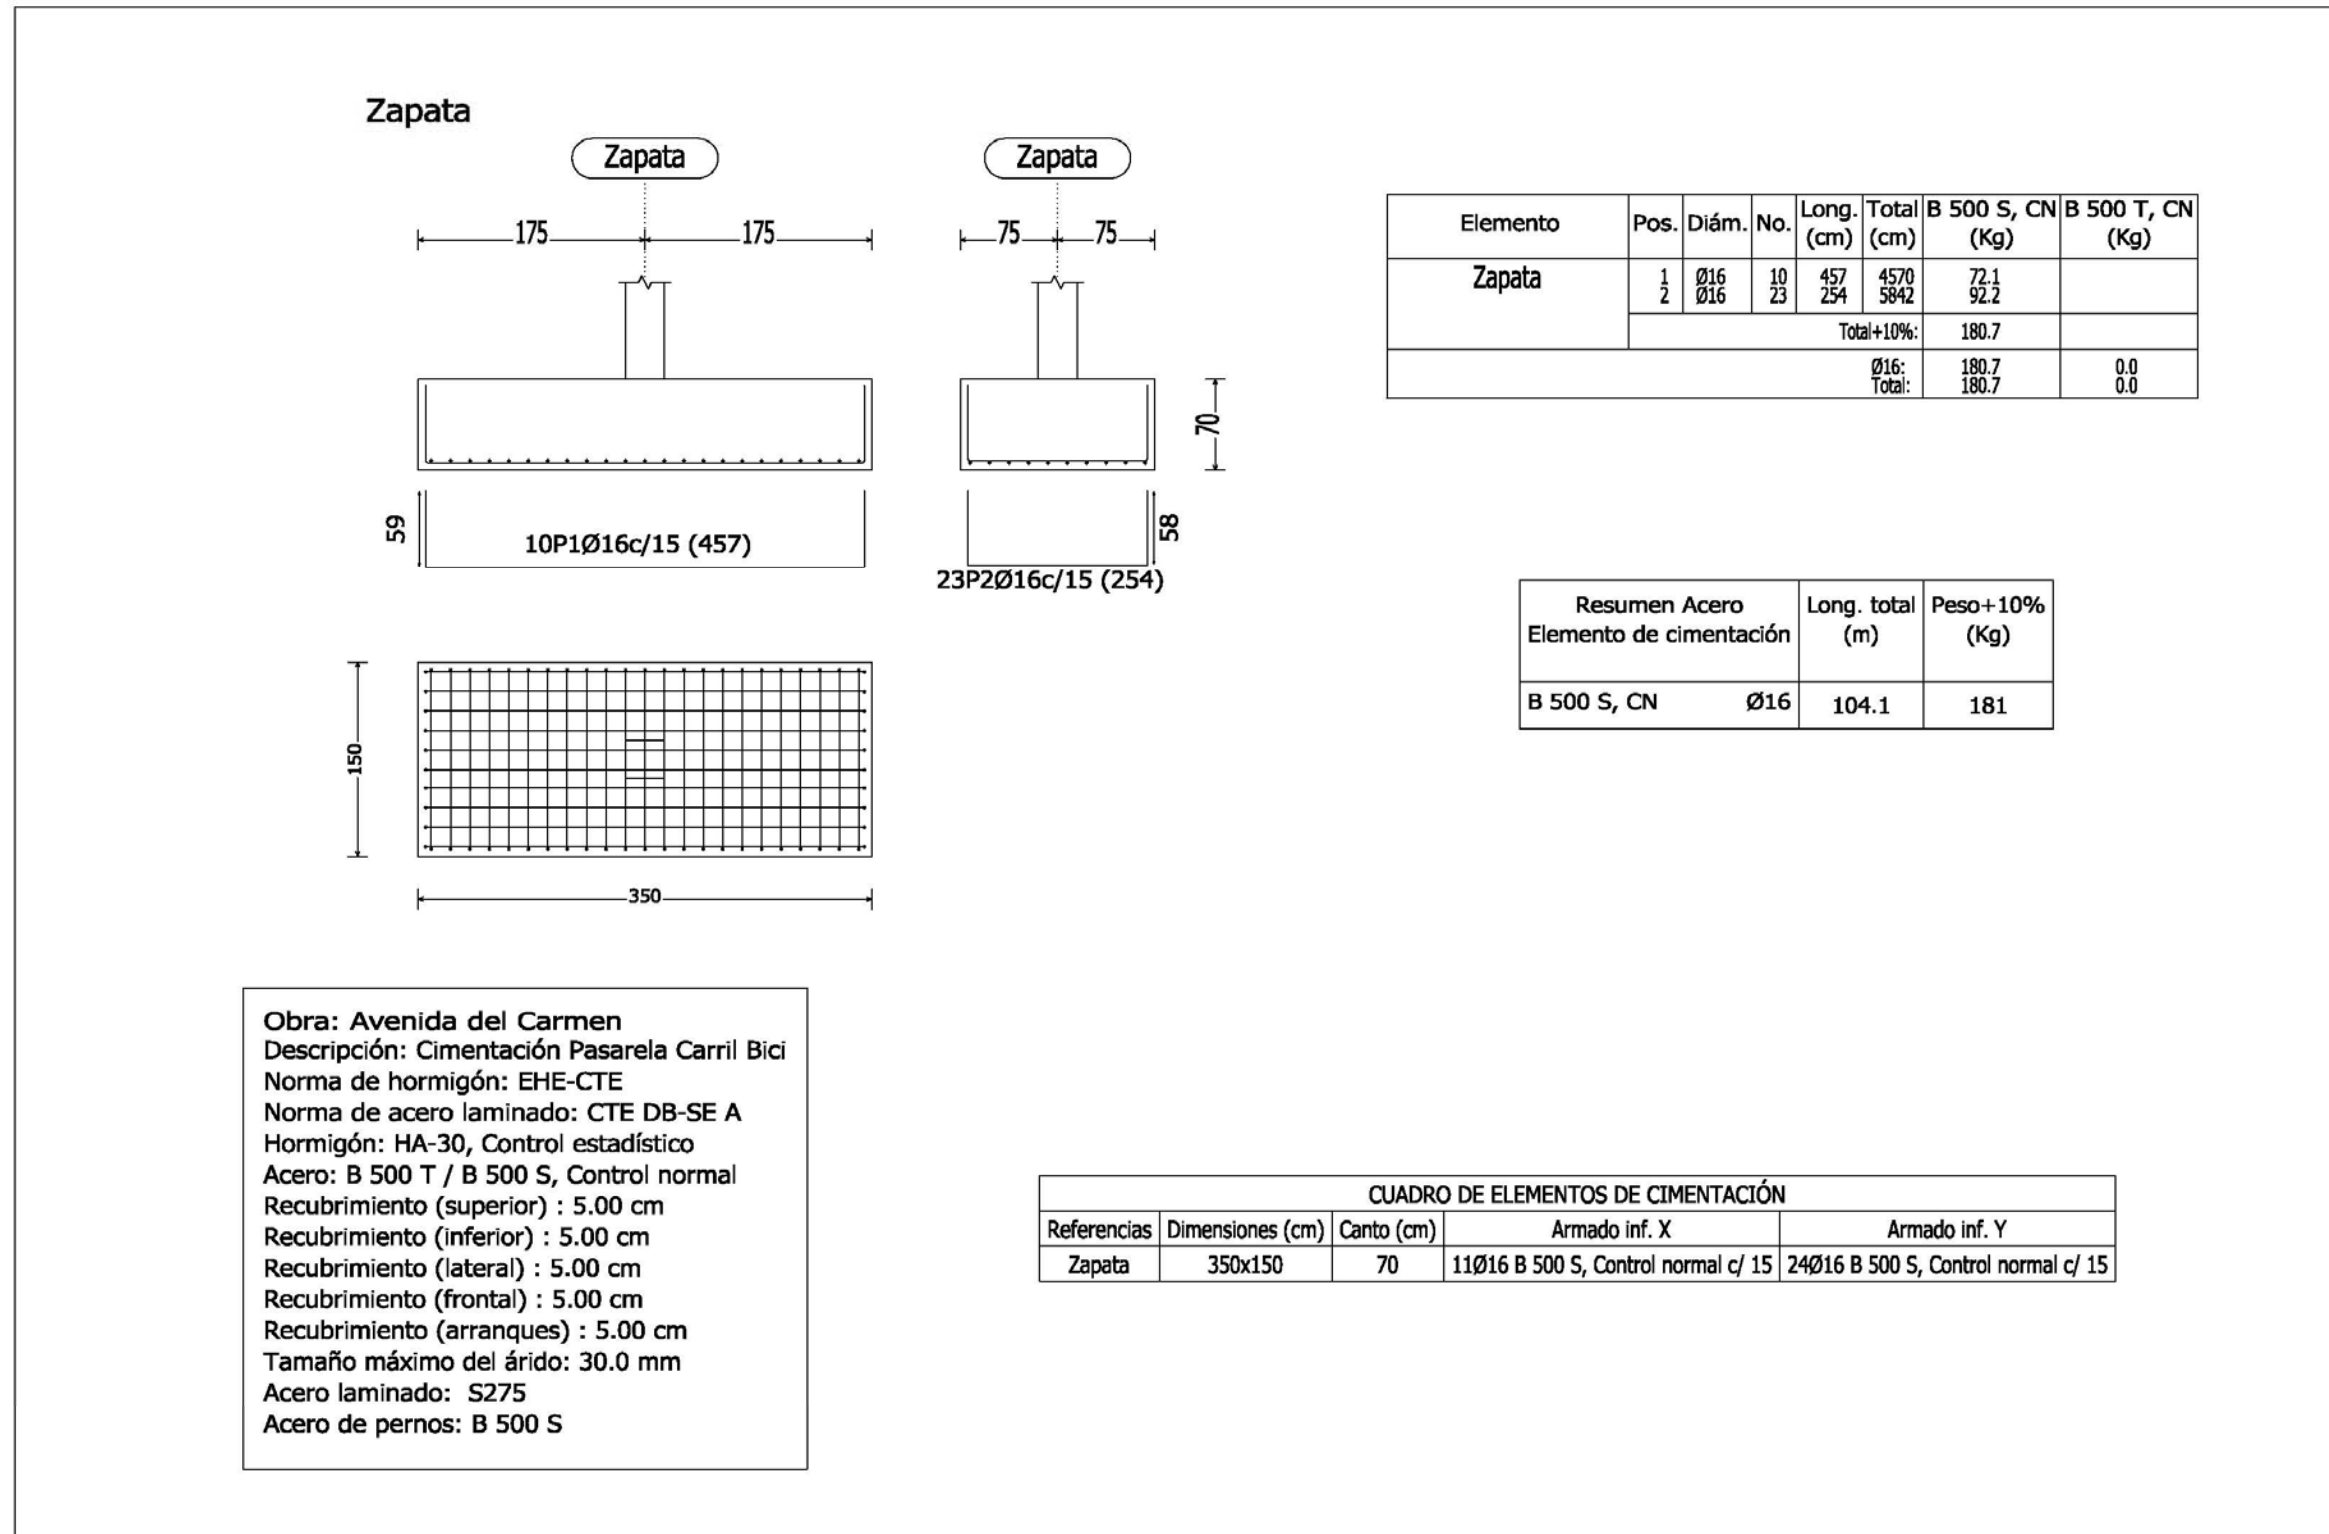 Zapata
Zapata
Zapata
175
175
75
75
70
59
10P1Ø16c/15 (457)
58
23P2Ø16c/15 (254)
150
350
Elemento Pos. Diám. No. Long. (cm) Total (cm) B 500 S, CN (Kg) B 500 T, CN (Kg)
Zapata 1 Ø16 10 457 4570 72.1
2 Ø16 23 254 5842 92.2
Total+10%: 180.7
Ø16: 180.7 0.0
Total: 180.7 0.0
Resumen Acero Long. total Peso+10%
Elemento de cimentación (m) (Kg)
B 500 S, CN Ø16 104.1 181
Obra: Avenida del Carmen
Descripción: Cimentación Pasarela Carril Bici
Norma de hormigón: EHE-CTE
Norma de acero laminado: CTE DB-SE A
Hormigón: HA-30, Control estadístico
Acero: B 500 T / B 500 S, Control normal
Recubrimiento (superior) : 5.00 cm
Recubrimiento (inferior) : 5.00 cm
Recubrimiento (lateral) : 5.00 cm
Recubrimiento (frontal) : 5.00 cm
Recubrimiento (arranques) : 5.00 cm
Tamaño máximo del árido: 30.0 mm
Acero laminado: S275
Acero de pernos: B 500 S
CUADRO DE ELEMENTOS DE CIMENTACIÓN
Referencias Dimensiones (cm) Canto (cm) Armado inf. X Armado inf. Y
Zapata 350x150 70 11Ø16 B 500 S, Control normal c/ 15 24Ø16 B 500 S, Control normal c/ 15